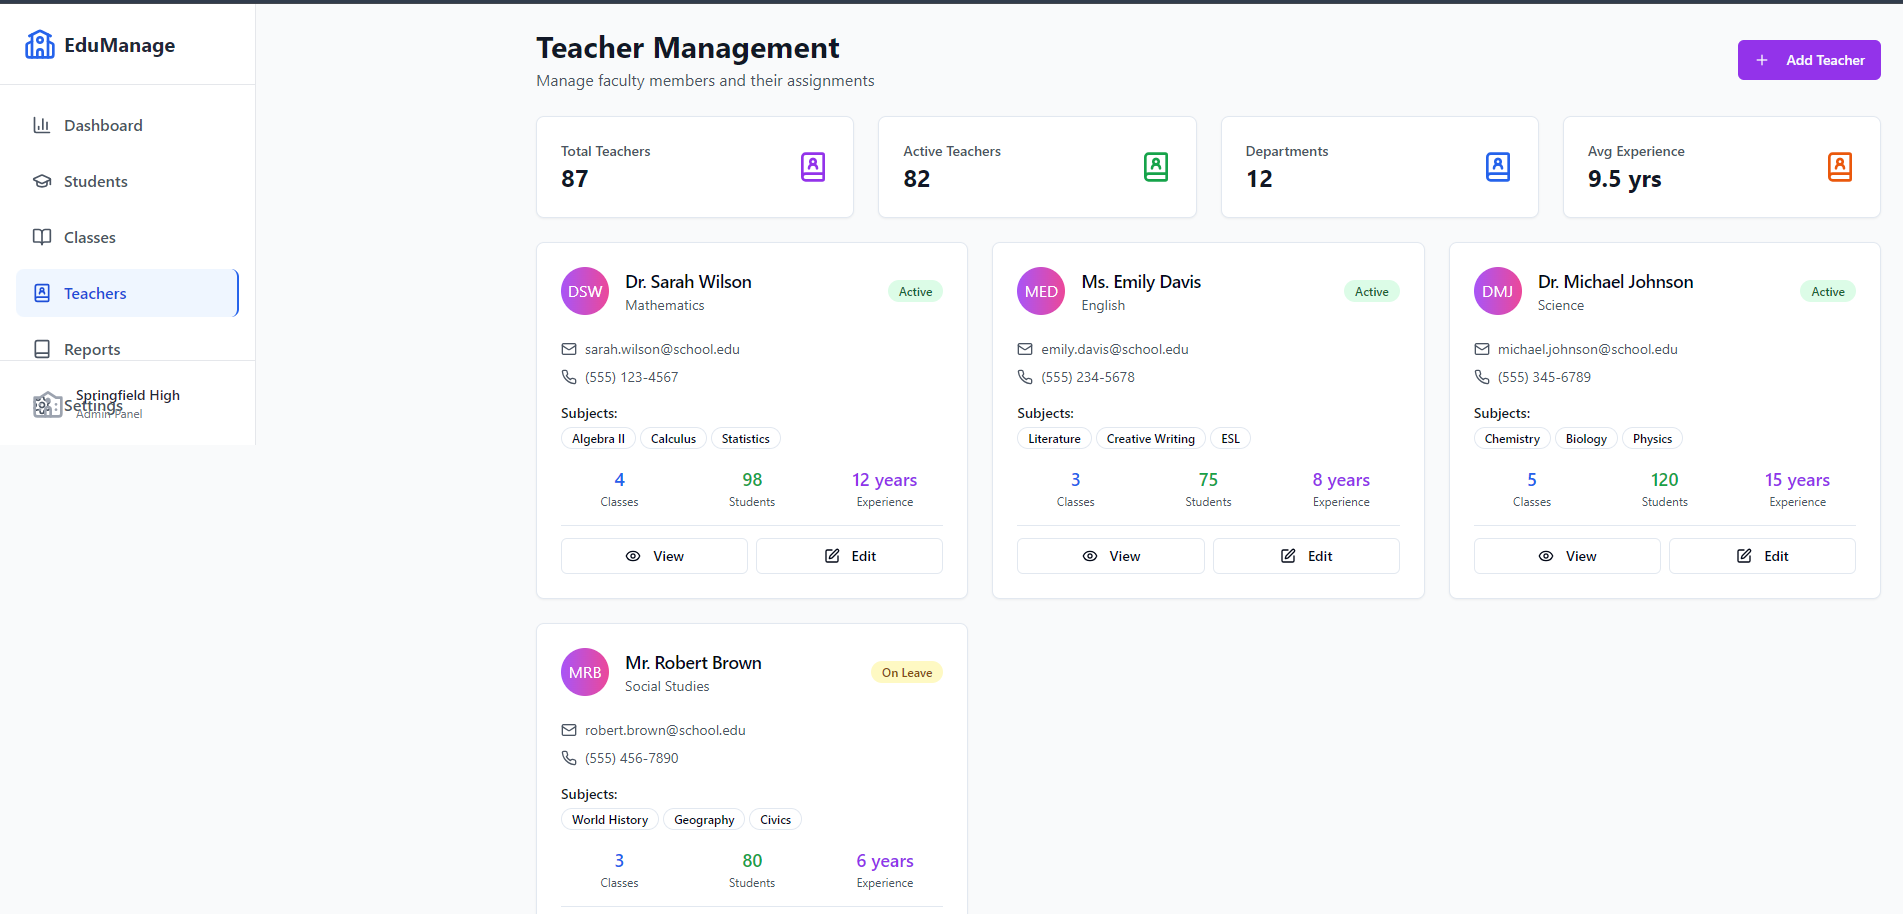 EduManage
Dashboard
Students
Classes
Teachers
Reports
Settings
Springfield High
Admin Panel
Teacher Management
Manage faculty members and their assignments
Add Teacher
Total Teachers
87
Active Teachers
82
Departments
12
Avg Experience
9.5 yrs
DSW
Dr. Sarah Wilson
Mathematics
Active
sarah.wilson@school.edu
(555) 123-4567
Subjects:
Algebra II Calculus Statistics
4 98 12 years
Classes Students Experience
View Edit
MED
Ms. Emily Davis
English
Active
emily.davis@school.edu
(555) 234-5678
Subjects:
Literature Creative Writing ESL
3 75 8 years
Classes Students Experience
View Edit
DMJ
Dr. Michael Johnson
Science
Active
michael.johnson@school.edu
(555) 345-6789
Subjects:
Chemistry Biology Physics
5 120 15 years
Classes Students Experience
View Edit
MRB
Mr. Robert Brown
Social Studies
On Leave
robert.brown@school.edu
(555) 456-7890
Subjects:
World History Geography Civics
3 80 6 years
Classes Students Experience